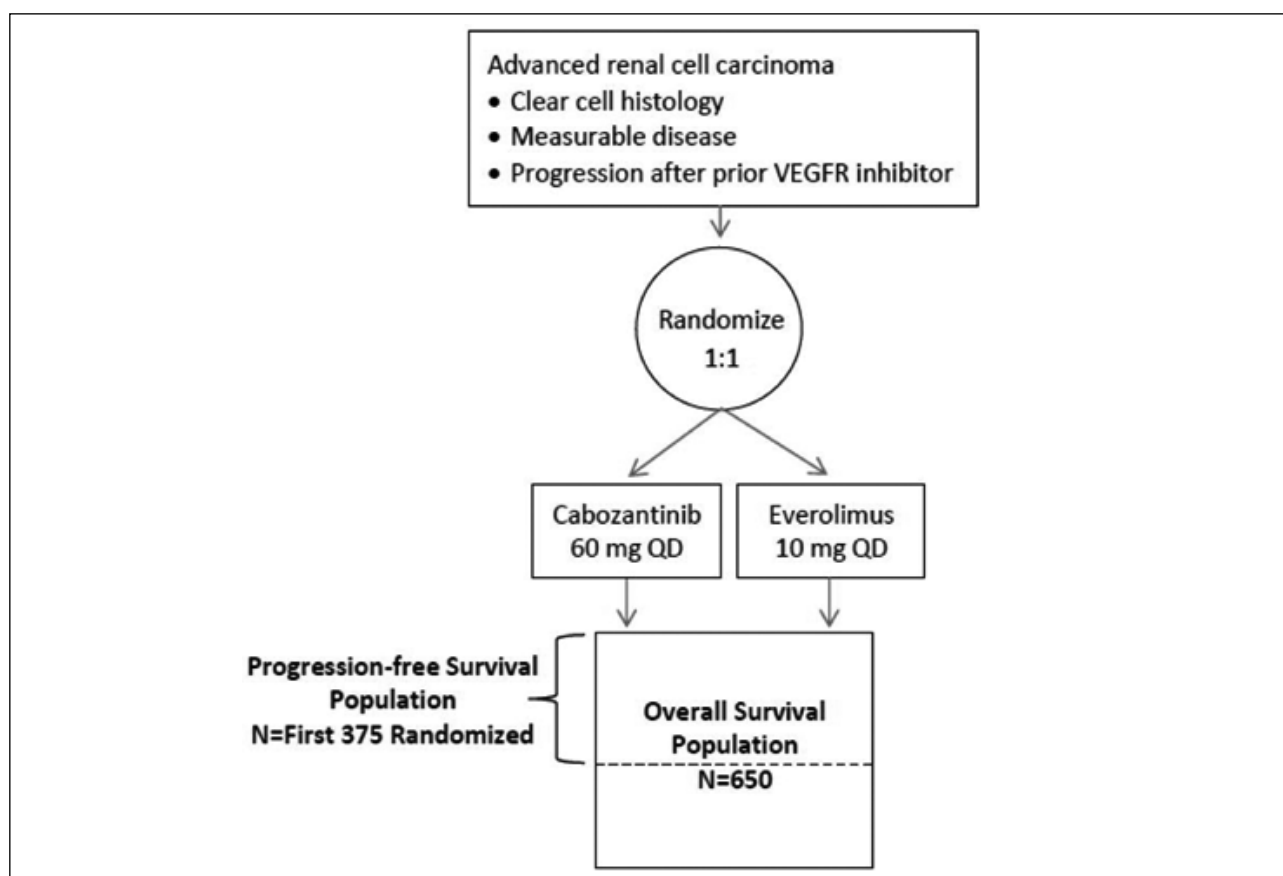 Advanced renal cell carcinoma
• Clear cell histology
• Measurable disease
• Progression after prior VEGFR inhibitor
Randomize
1:1
Cabozantinib
60 mg QD
Everolimus
10 mg QD
Progression-free Survival
Population
N=First 375 Randomized
Overall Survival
Population
N=650